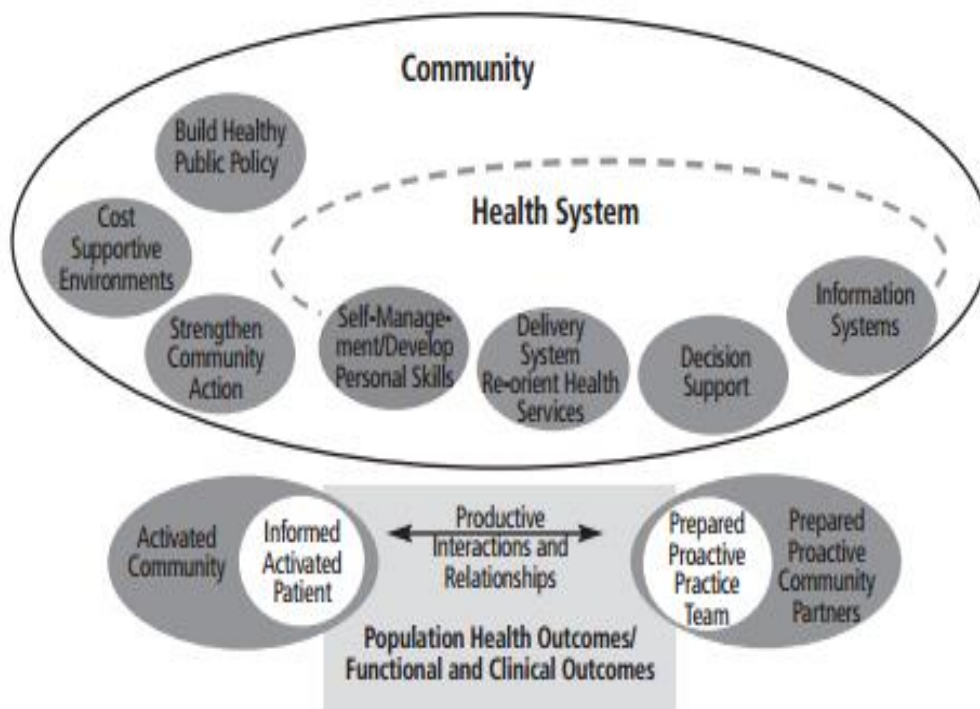 Community
Build Healthy
Public Policy
Health System
Cost
Supportive
Environments
Strengthen
Community
Action
Self-Manage-
ment/Develop
Personal Skills
Delivery
System
Re-orient Health
Services
Decision
Support
Information
Systems
Activated
Community
Informed
Activated
Patient
Productive
Interactions and
Relationships
Prepared
Proactive
Practice
Team
Prepared
Proactive
Community
Partners
Population Health Outcomes/
Functional and Clinical Outcomes